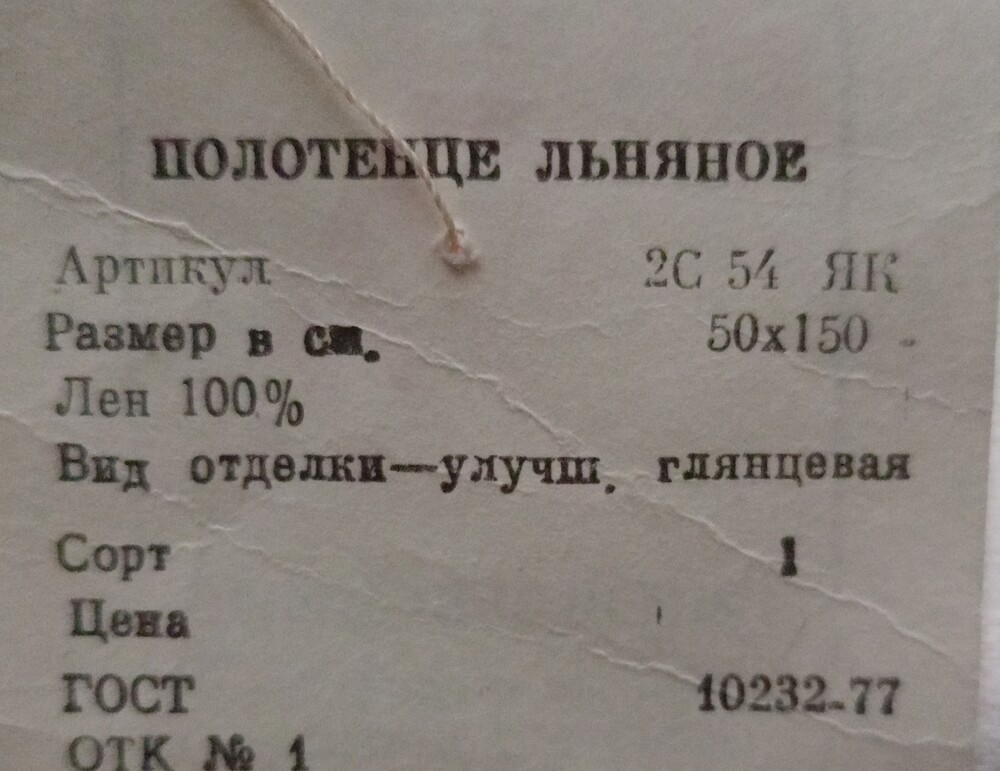 ПОЛОТЕНЦЕ ЛЬНЯНОЕ
Артикул 2С 54 ЯК
Размер в см. 50х150
Лен 100%
Вид отделки—улучш. глянцевая
Сорт 1
Цена
ГОСТ 10232-77
ОТК № 1